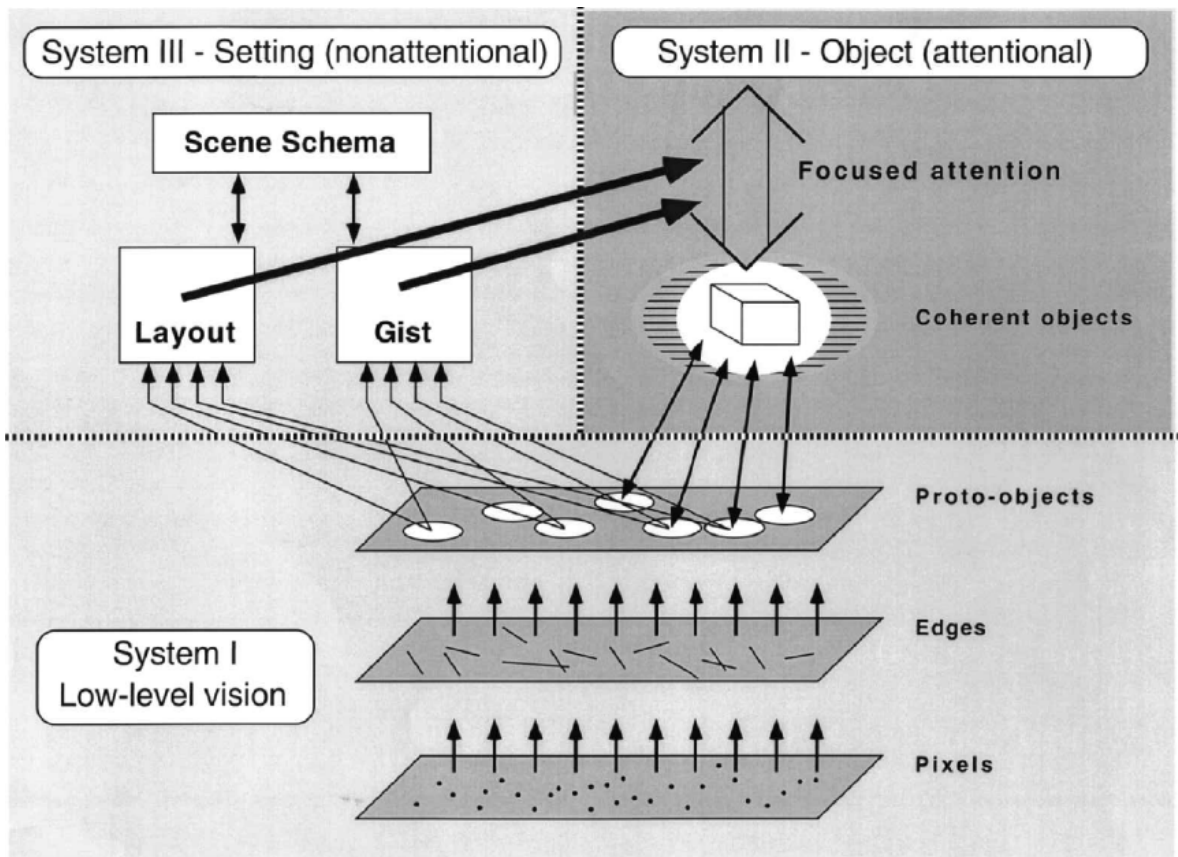 System III - Setting (nonattentional)
System II - Object (attentional)
Scene Schema
Focused attention
Layout
Gist
Coherent objects
Proto-objects
Edges
System I
Low-level vision
Pixels